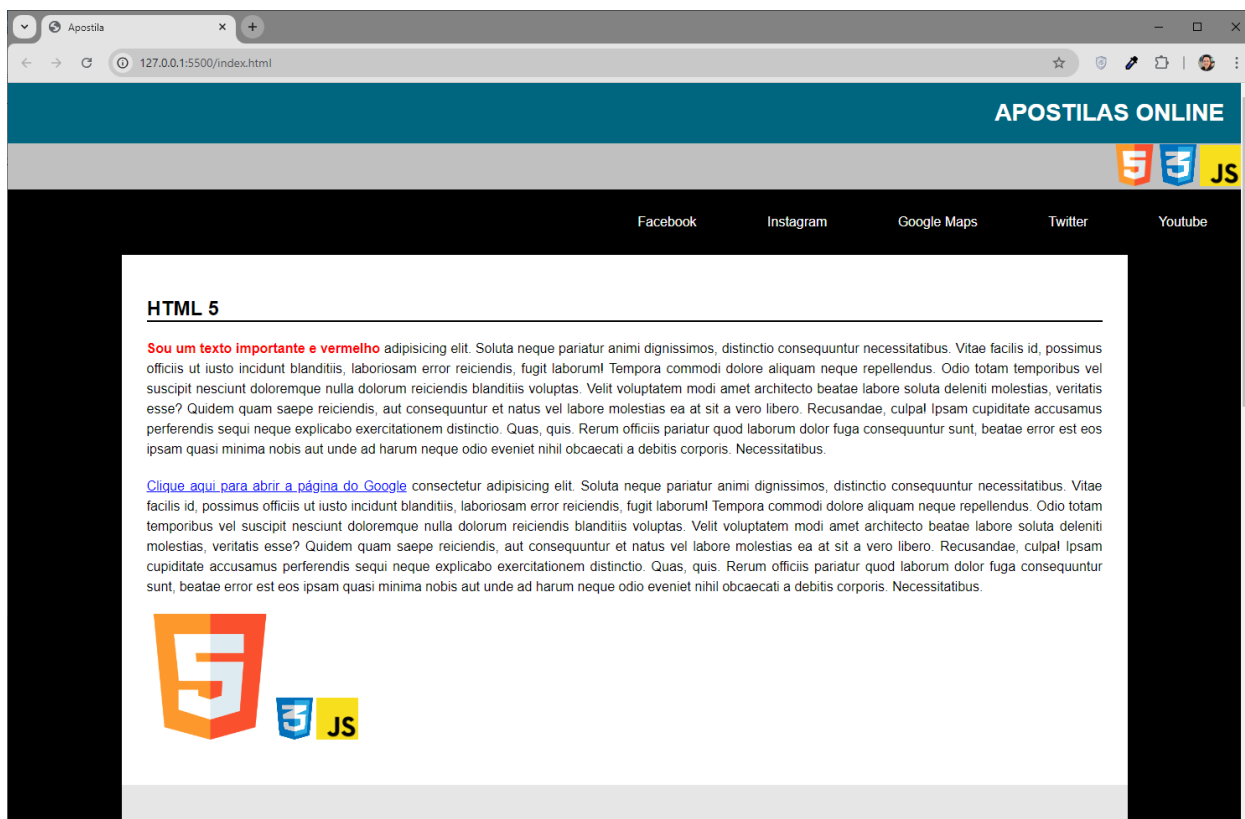 Apostila
127.0.0.1:5500/index.html
APOSTILAS ONLINE
5 3 JS
Facebook Instagram Google Maps Twitter Youtube
HTML 5
Sou um texto importante e vermelho adipisicing elit. Soluta neque pariatur animi dignissimos, distinctio consequuntur necessitatibus. Vitae facilis id, possimus
officiis ut iusto incidunt blanditiis, laboriosam error reiciendis, fugit laborum! Tempora commodi dolore aliquam neque repellendus. Odio totam temporibus vel
suscipit nesciunt doloremque nulla dolorum reiciendis blanditiis voluptas. Velit voluptatem modi amet architecto beatae labore soluta deleniti molestias, veritatis
esse? Quidem quam saepe reiciendis, aut consequuntur et natus vel labore molestias ea at sit a vero libero. Recusandae, culpa! Ipsam cupiditate accusamus
perferendis sequi neque explicabo exercitationem distinctio. Quas, quis. Rerum officiis pariatur quod laborum dolor fuga consequuntur sunt, beatae error est eos
ipsam quasi minima nobis aut unde ad harum neque odio eveniet nihil obcaecati a debitis corporis. Necessitatibus.
Clique aqui para abrir a página do Google consectetur adipisicing elit. Soluta neque pariatur animi dignissimos, distinctio consequuntur necessitatibus. Vitae
facilis id, possimus officiis ut iusto incidunt blanditiis, laboriosam error reiciendis, fugit laborum! Tempora commodi dolore aliquam neque repellendus. Odio totam
temporibus vel suscipit nesciunt doloremque nulla dolorum reiciendis blanditiis voluptas. Velit voluptatem modi amet architecto beatae labore soluta deleniti
molestias, veritatis esse? Quidem quam saepe reiciendis, aut consequuntur et natus vel labore molestias ea at sit a vero libero. Recusandae, culpa! Ipsam
cupiditate accusamus perferendis sequi neque explicabo exercitationem distinctio. Quas, quis. Rerum officiis pariatur quod laborum dolor fuga consequuntur
sunt, beatae error est eos ipsam quasi minima nobis aut unde ad harum neque odio eveniet nihil obcaecati a debitis corporis. Necessitatibus.
5 3 JS